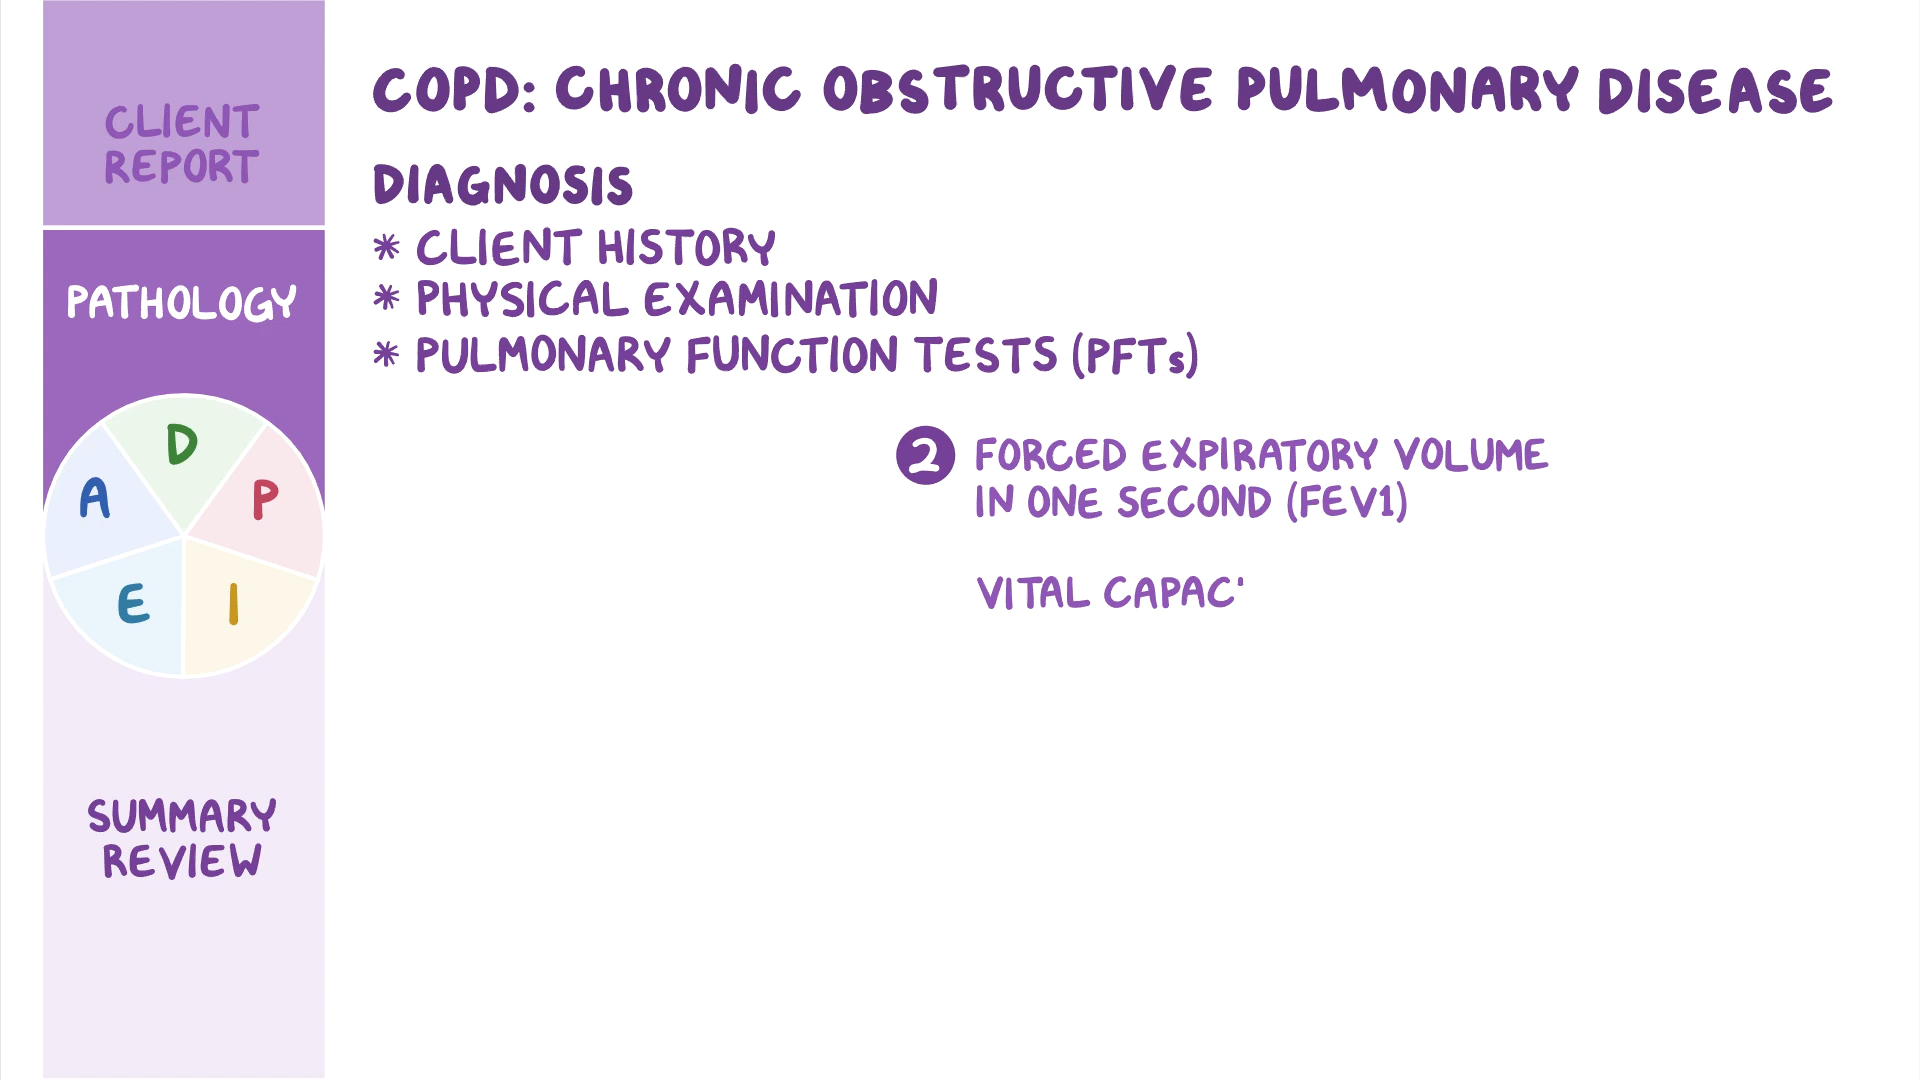 CLIENT
REPORT
PATHOLOGY
D
A
P
E
I
SUMMARY
REVIEW
COPD: CHRONIC OBSTRUCTIVE PULMONARY DISEASE
DIAGNOSIS
* CLIENT HISTORY
* PHYSICAL EXAMINATION
* PULMONARY FUNCTION TESTS (PFTs)
2 FORCED EXPIRATORY VOLUME
IN ONE SECOND (FEV1)
VITAL CAPAC'